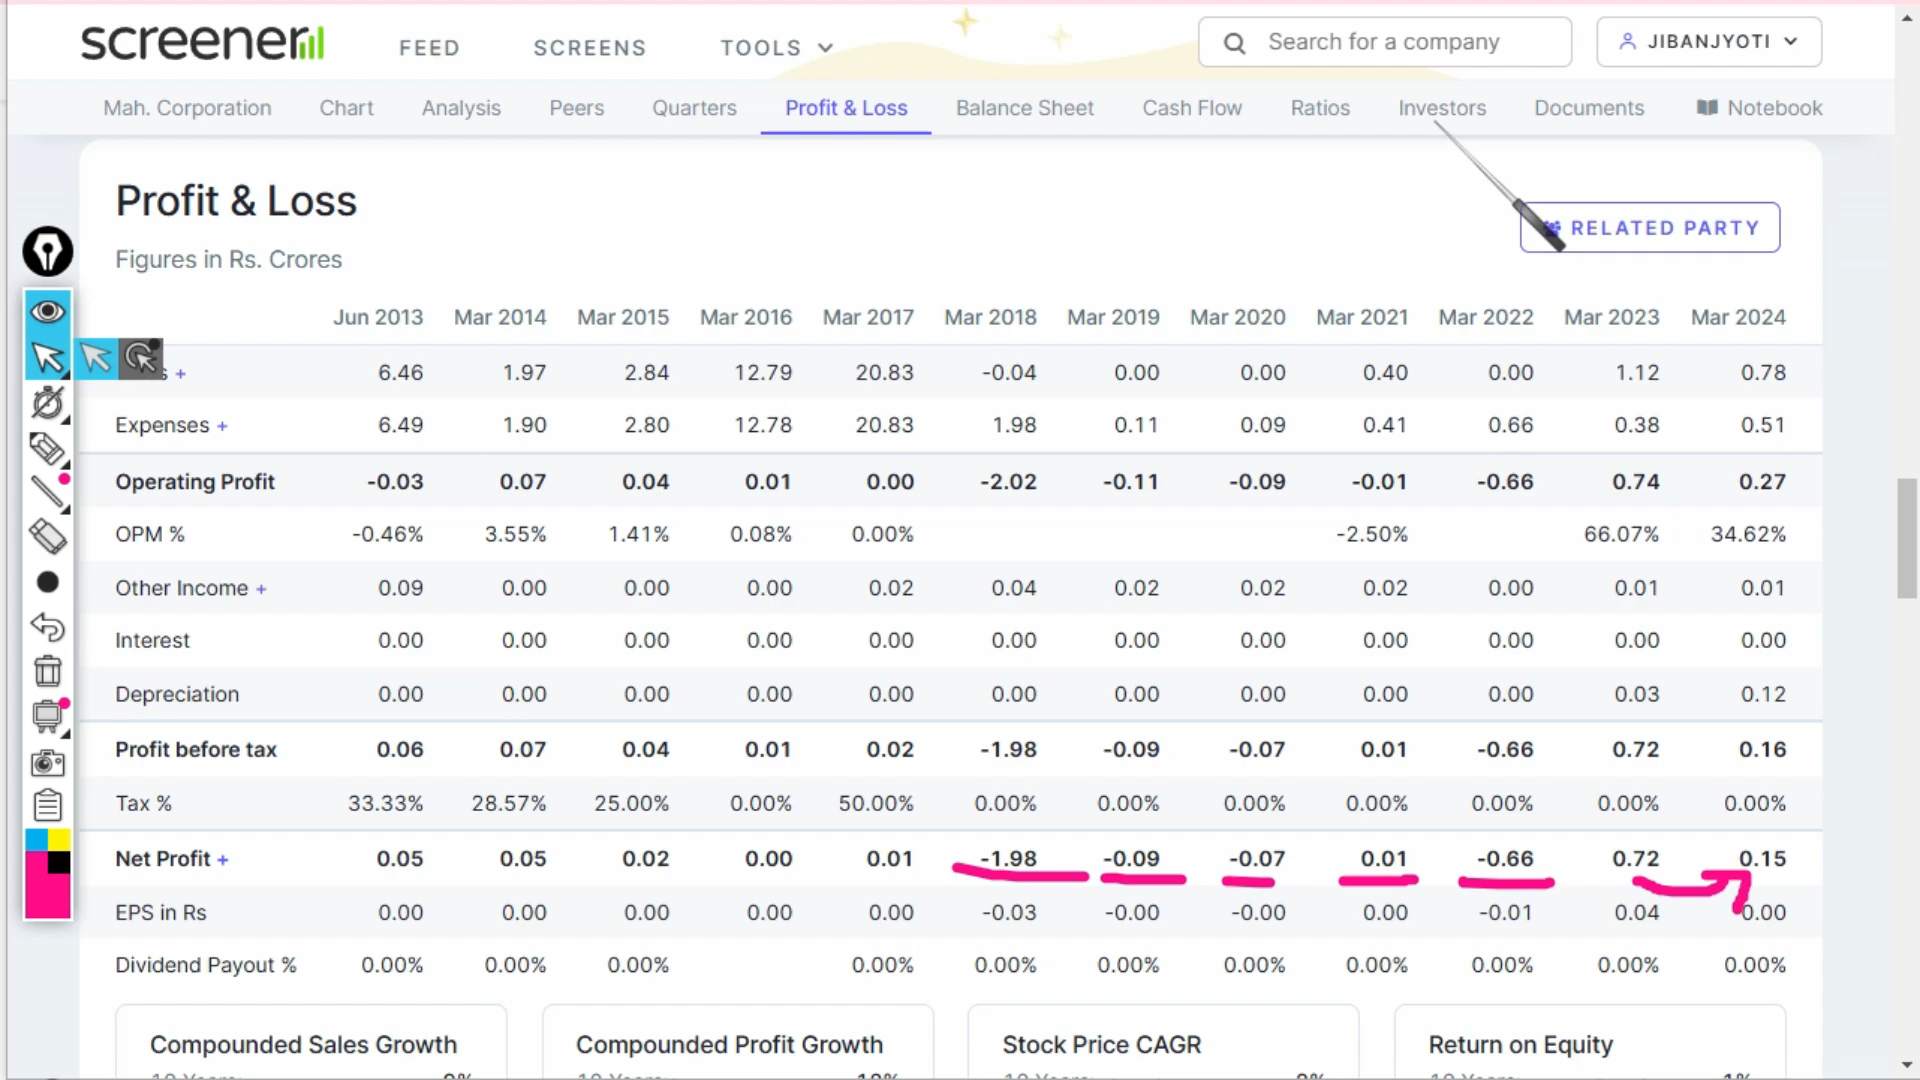 screener FEED SCREENS TOOLS Search for a company JIBANJYOTI
Mah. Corporation Chart Analysis Peers Quarters Profit & Loss Balance Sheet Cash Flow Ratios Investors Documents Notebook
Profit & Loss
RELATED PARTY
Figures in Rs. Crores
Jun 2013 Mar 2014 Mar 2015 Mar 2016 Mar 2017 Mar 2018 Mar 2019 Mar 2020 Mar 2021 Mar 2022 Mar 2023 Mar 2024
+ 6.46 1.97 2.84 12.79 20.83 -0.04 0.00 0.00 0.40 0.00 1.12 0.78
Expenses + 6.49 1.90 2.80 12.78 20.83 1.98 0.11 0.09 0.41 0.66 0.38 0.51
Operating Profit -0.03 0.07 0.04 0.01 0.00 -2.02 -0.11 -0.09 -0.01 -0.66 0.74 0.27
OPM % -0.46% 3.55% 1.41% 0.08% 0.00% -2.50% 66.07% 34.62%
Other Income + 0.09 0.00 0.00 0.00 0.02 0.04 0.02 0.02 0.02 0.00 0.01 0.01
Interest 0.00 0.00 0.00 0.00 0.00 0.00 0.00 0.00 0.00 0.00 0.00 0.00
Depreciation 0.00 0.00 0.00 0.00 0.00 0.00 0.00 0.00 0.00 0.00 0.03 0.12
Profit before tax 0.06 0.07 0.04 0.01 0.02 -1.98 -0.09 -0.07 0.01 -0.66 0.72 0.16
Tax % 33.33% 28.57% 25.00% 0.00% 50.00% 0.00% 0.00% 0.00% 0.00% 0.00% 0.00% 0.00%
Net Profit + 0.05 0.05 0.02 0.00 0.01 -1.98 -0.09 -0.07 0.01 -0.66 0.72 0.15
EPS in Rs 0.00 0.00 0.00 0.00 0.00 -0.03 -0.00 -0.00 0.00 -0.01 0.04 0.00
Dividend Payout % 0.00% 0.00% 0.00% 0.00% 0.00% 0.00% 0.00% 0.00% 0.00% 0.00% 0.00%
Compounded Sales Growth Compounded Profit Growth Stock Price CAGR Return on Equity